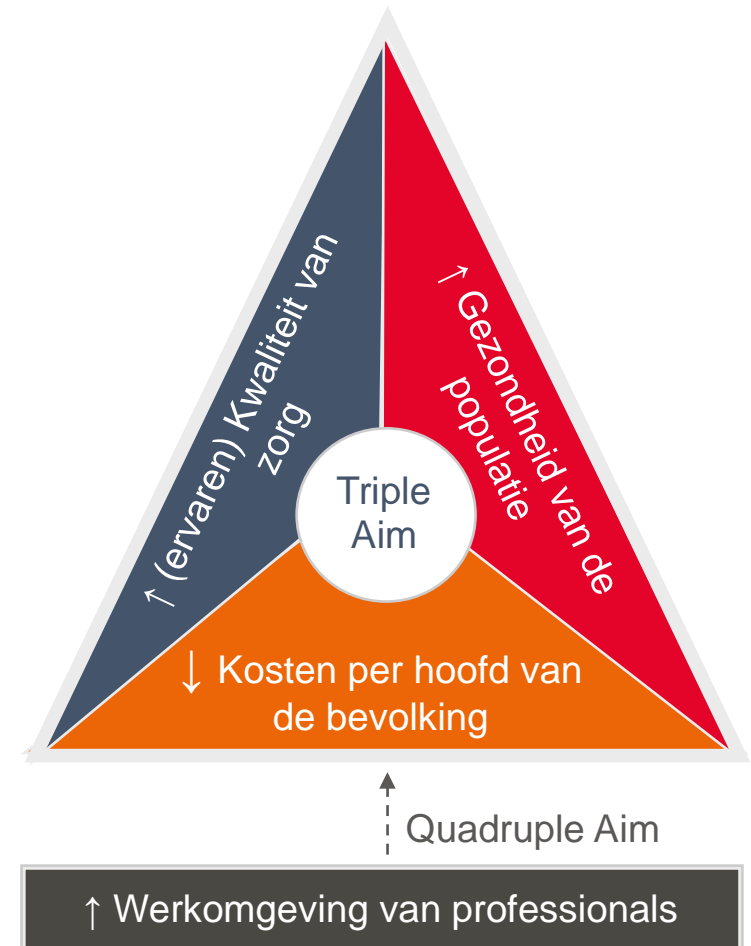 ↑ (ervaren) Kwaliteit van
zorg
↑ Gezondheid van de
populatie
Triple
Aim
↓ Kosten per hoofd van
de bevolking
Quadruple Aim
↑ Werkomgeving van professionals